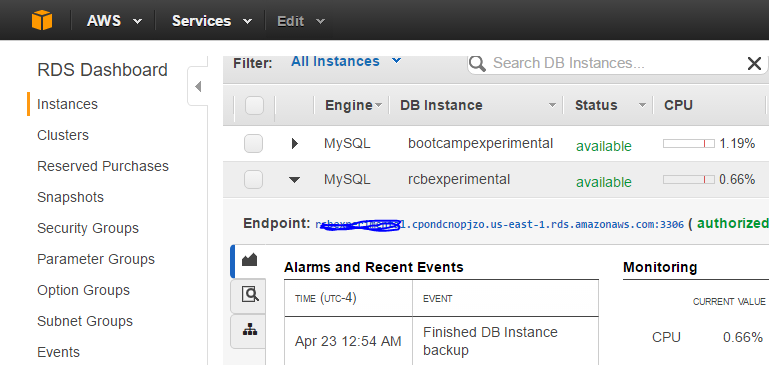 AWS Services Edit
RDS Dashboard
Instances
Clusters
Reserved Purchases
Snapshots
Security Groups
Parameter Groups
Option Groups
Subnet Groups
Events
Filter: All Instances Search DB Instances...
Engine DB Instance Status CPU
MySQL bootcampexperimental available 1.19%
MySQL rcbexperimental available 0.66%
Endpoint: .cpondcnopjzo.us-east-1.rds.amazonaws.com:3306 ( authorized
Alarms and Recent Events
TIME (UTC-4) EVENT
Apr 23 12:54 AM Finished DB Instance
backup
Monitoring
CURRENT VALUE
CPU 0.66%